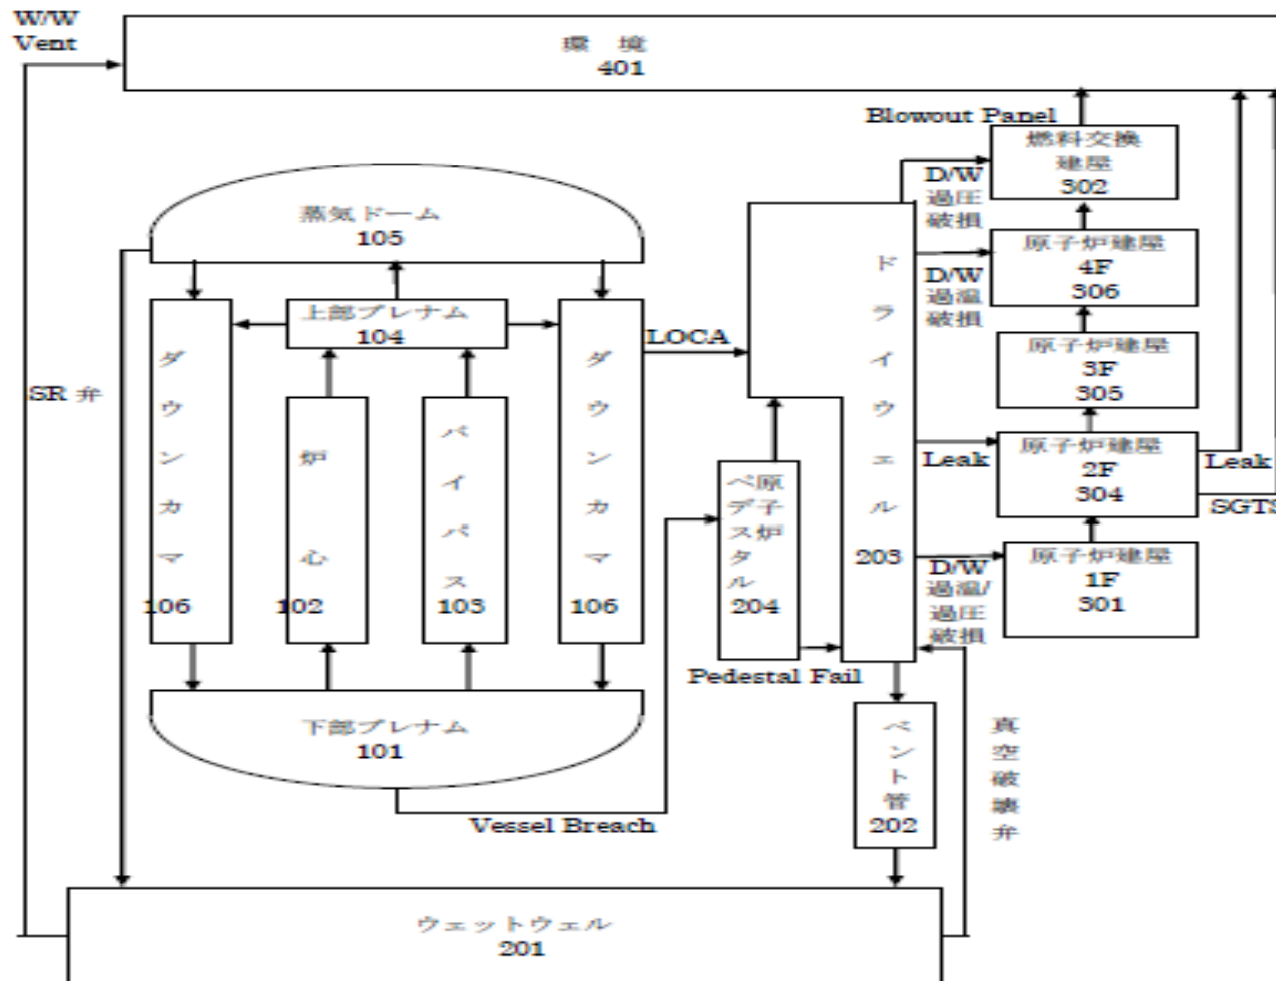 W/W
Vent
環 境
401
Blowout Panel
燃料交換
建屋
302
D/W
過圧
破損
蒸気ドーム
105
原子炉建屋
4F
306
D/W
過温
破損
上部プレナム
104
LOCA
原子炉建屋
3F
305
SR 弁
ダウンカマ
106
炉心
102
バイパス
103
ダウンカマ
106
原子炉
ペデスタル
204
ドライウェル
203
Leak
原子炉建屋
2F
304
Leak
SGTS
D/W
過温/
過圧
破損
原子炉建屋
1F
301
Pedestal Fail
下部プレナム
101
Vessel Breach
ベント管
202
真空破壊弁
ウェットウェル
201